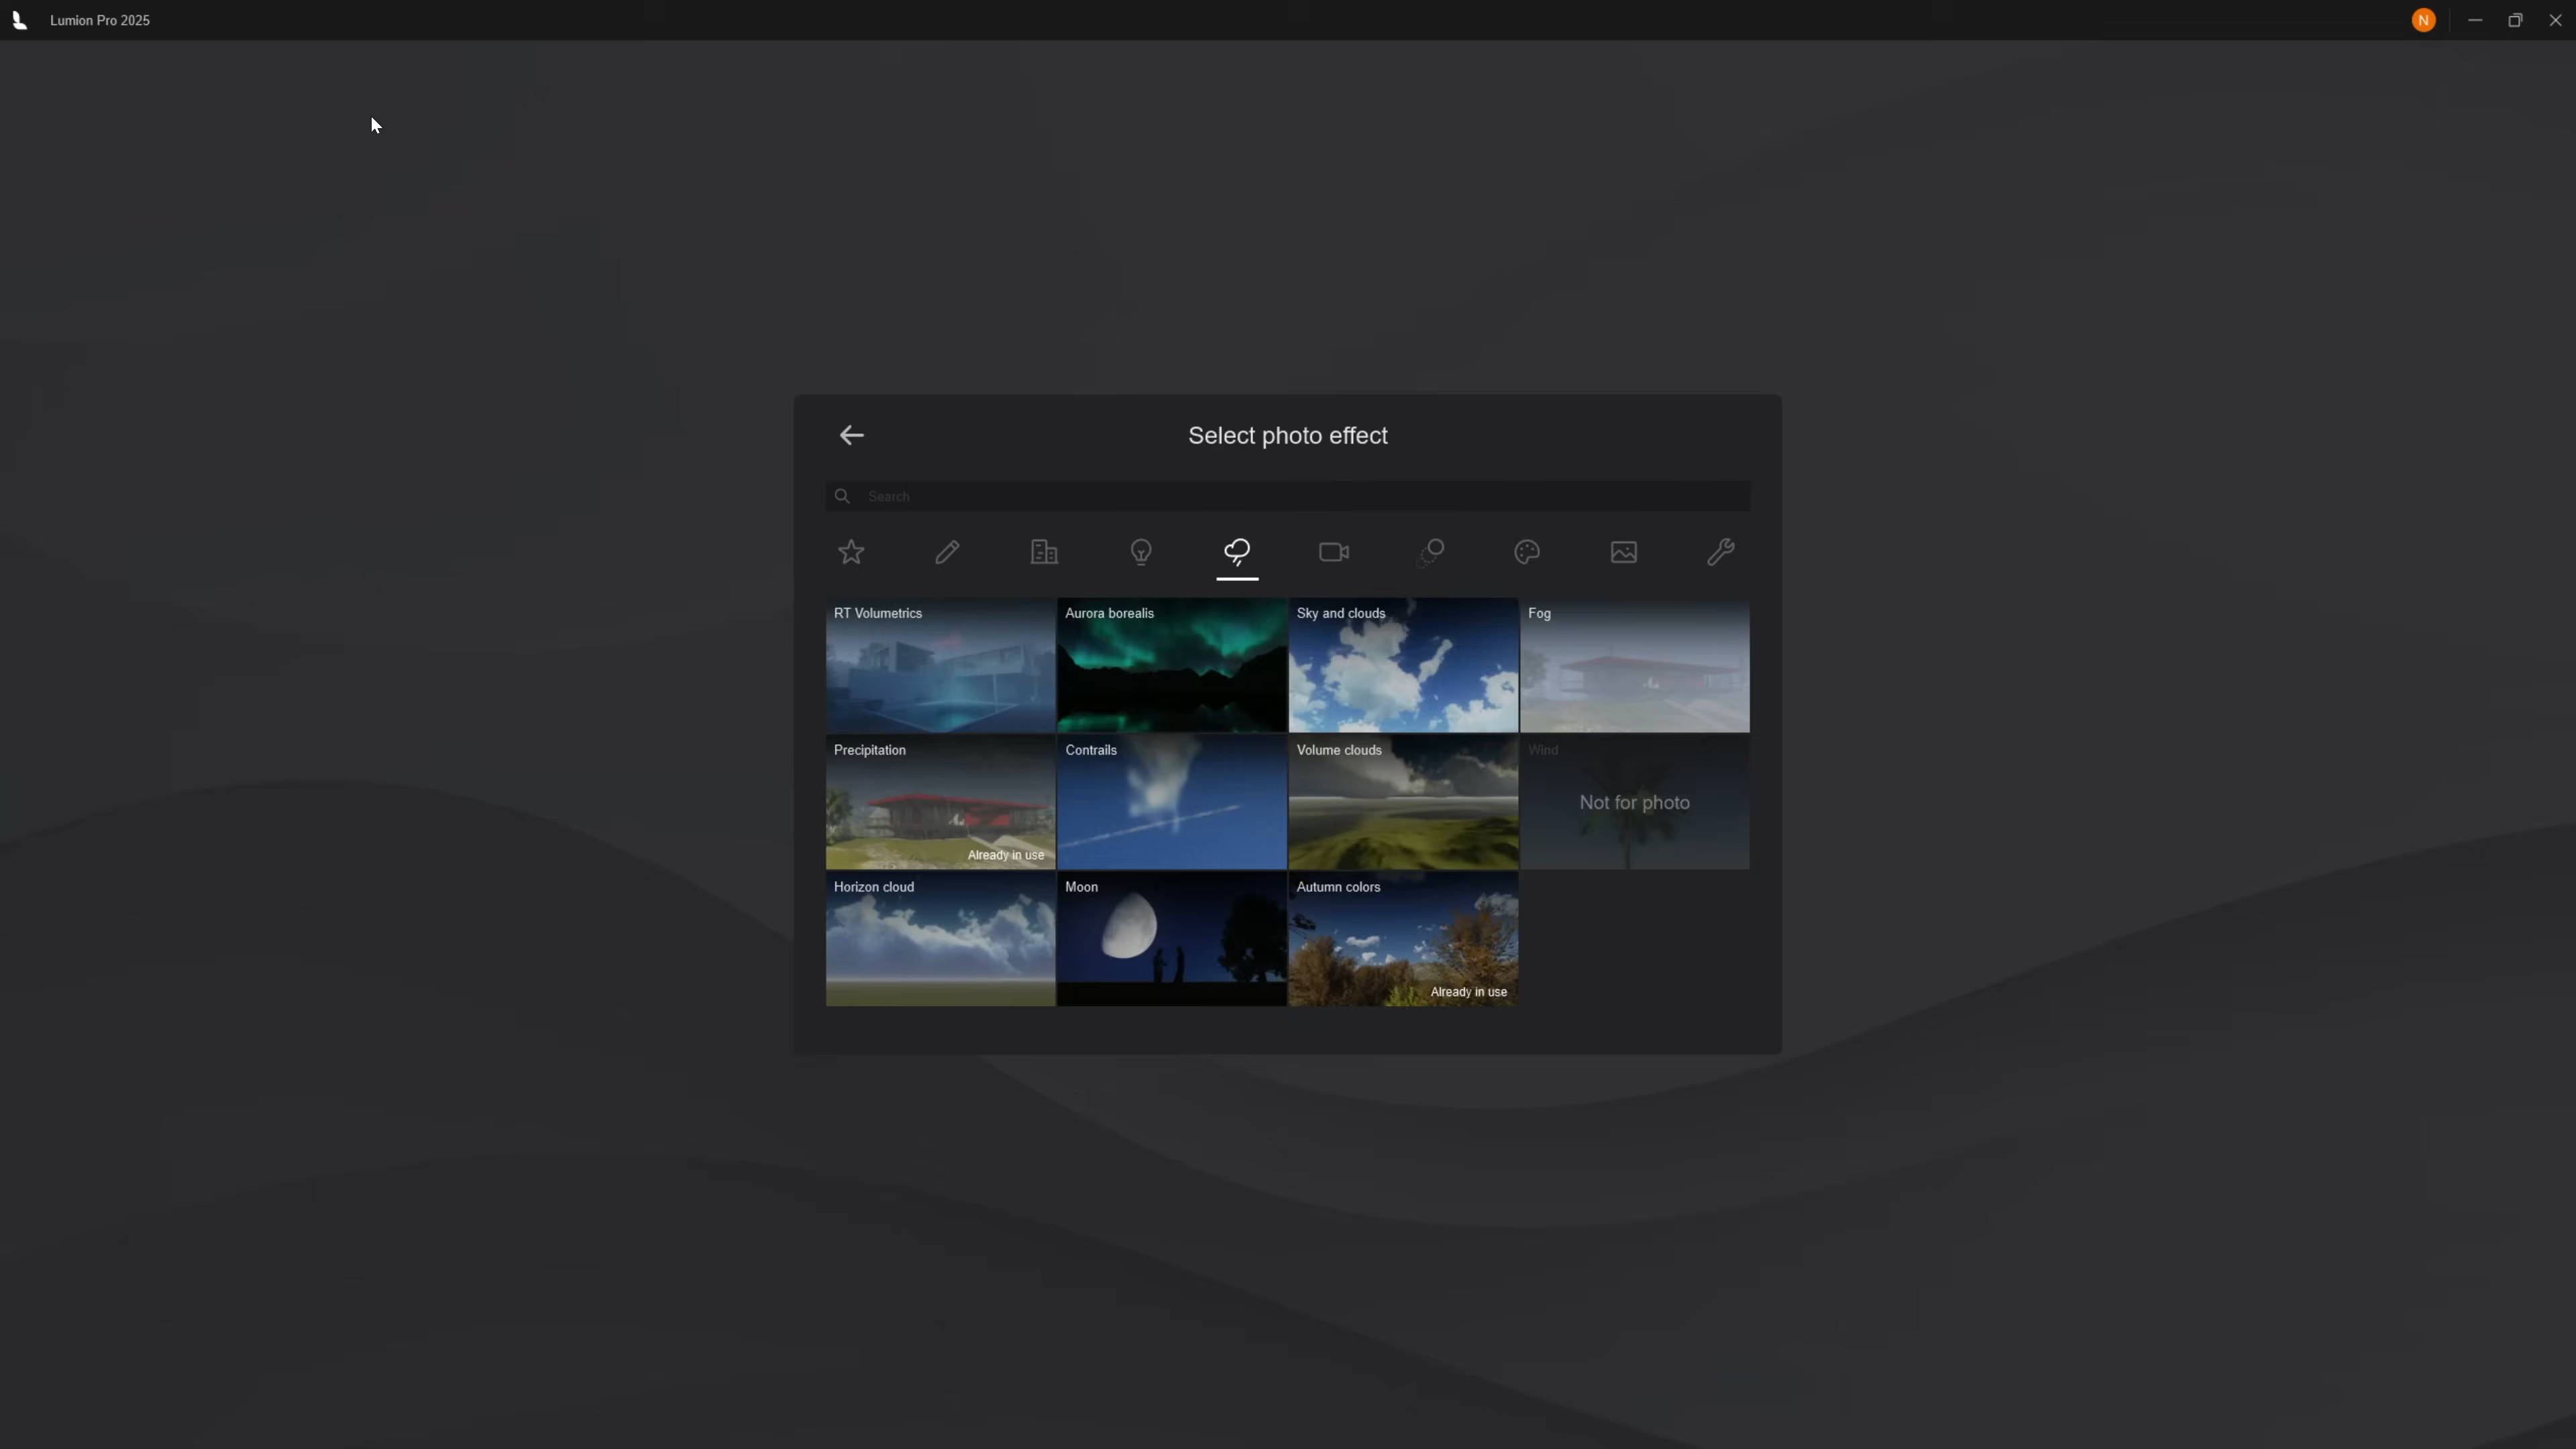 Lumion Pro 2025
N
Select photo effect
Search
RT Volumetrics
Aurora borealis
Sky and clouds
Fog
Precipitation
Already in use
Contrails
Volume clouds
Wind
Not for photo
Horizon cloud
Moon
Autumn colors
Already in use